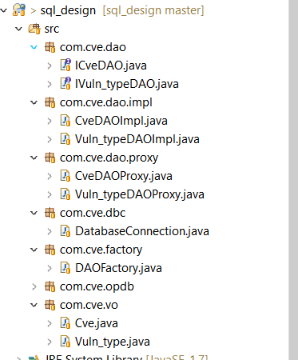 > sql_design [sql_design master]
src
com.cve.dao
ICveDAO.java
IVuln_typeDAO.java
com.cve.dao.impl
CveDAOImpl.java
Vuln_typeDAOImpl.java
com.cve.dao.proxy
CveDAOProxy.java
Vuln_typeDAOProxy.java
com.cve.dbc
DatabaseConnection.java
com.cve.factory
DAOFactory.java
com.cve.opdb
com.cve.vo
Cve.java
Vuln_type.java
JRE System Library [JavaSE-1.7]